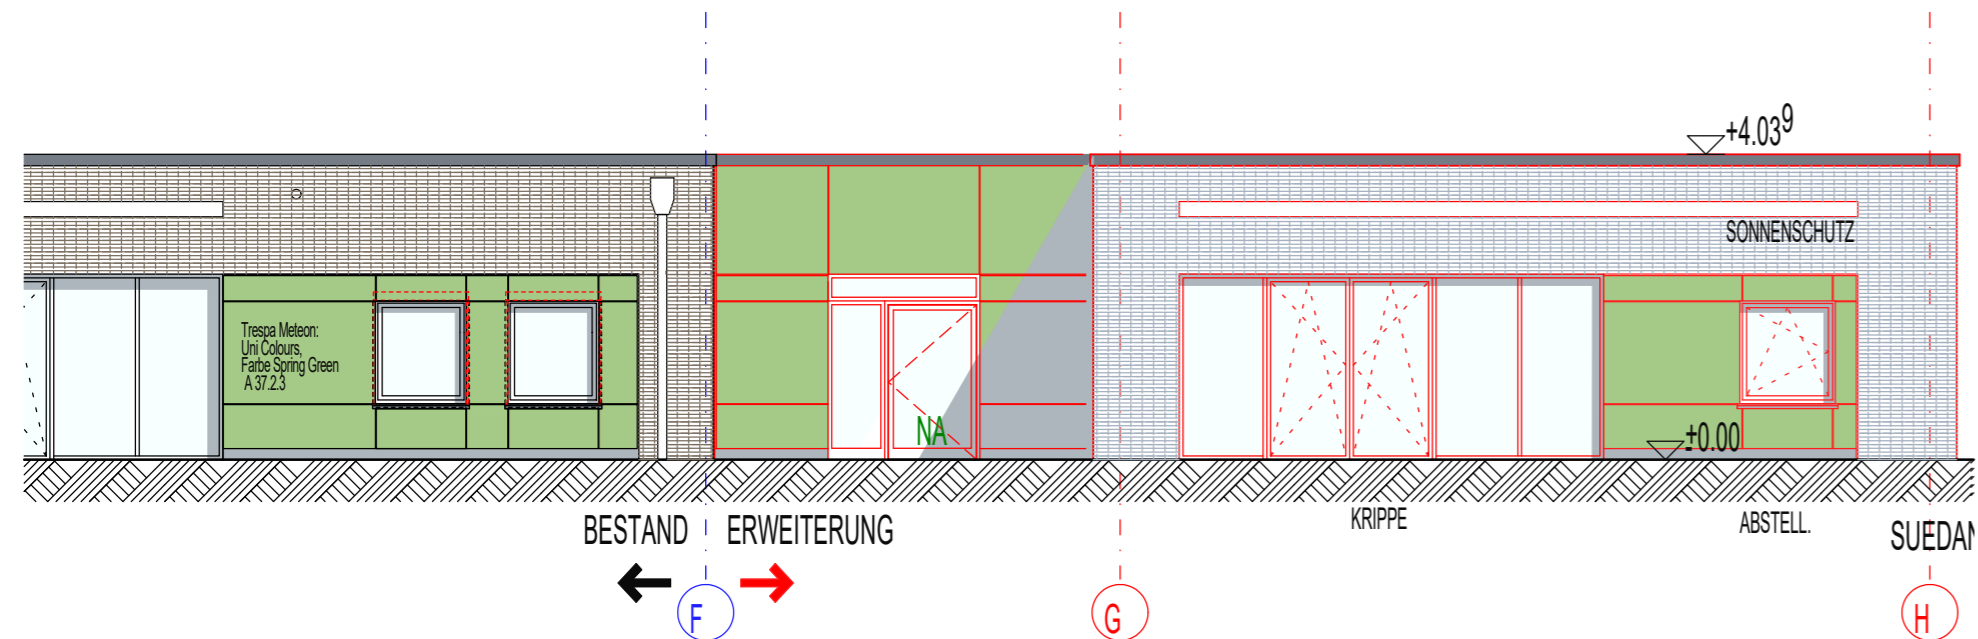 +4.03⁹
SONNENSCHUTZ
Trespa Meteon:
Uni Colours,
Farbe Spring Green
A 37.2.3
NA
±0.00
BESTAND
ERWEITERUNG
KRIPPE
ABSTELL.
SUEDAN
F
G
H